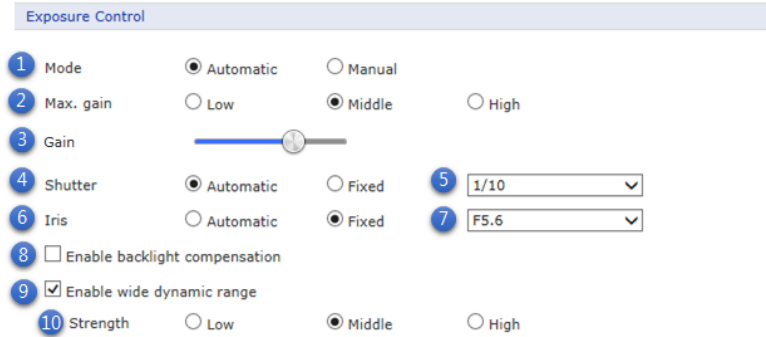 Exposure Control
1 Mode Automatic Manual
2 Max. gain Low Middle High
3 Gain
4 Shutter Automatic Fixed 5 1/10
6 Iris Automatic Fixed 7 F5.6
8 Enable backlight compensation
9 Enable wide dynamic range
10 Strength Low Middle High